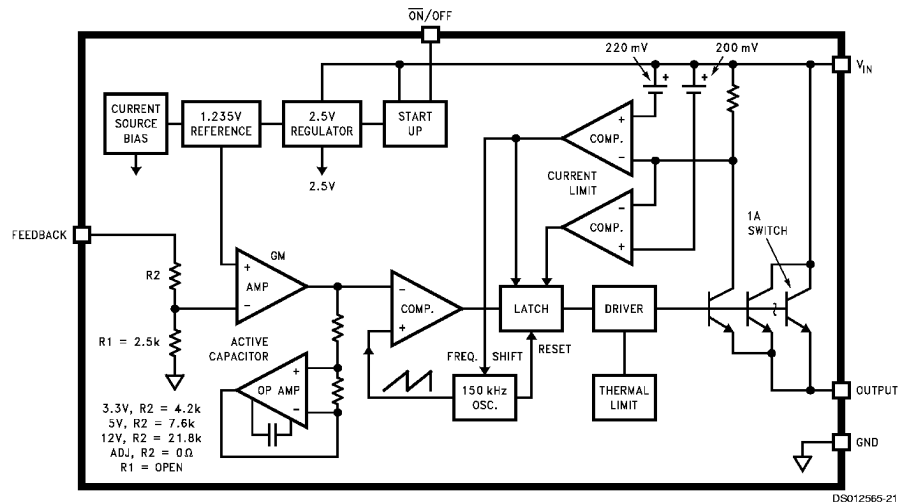 ON/OFF
220 mV
200 mV
+
+
VIN
CURRENT
SOURCE
BIAS
1.235V
REFERENCE
2.5V
REGULATOR
START
UP
2.5V
+
COMP.
−
CURRENT
LIMIT
−
COMP.
+
1A
SWITCH
FEEDBACK
R2
R1 = 2.5k
GM
+
AMP
−
−
COMP.
+
LATCH
DRIVER
ACTIVE
CAPACITOR
+
OP AMP
−
FREQ. SHIFT
RESET
150 kHz
OSC.
THERMAL
LIMIT
OUTPUT
GND
3.3V, R2 = 4.2k
5V, R2 = 7.6k
12V, R2 = 21.8k
ADJ, R2 = 0Ω
R1 = OPEN
DS012565-21